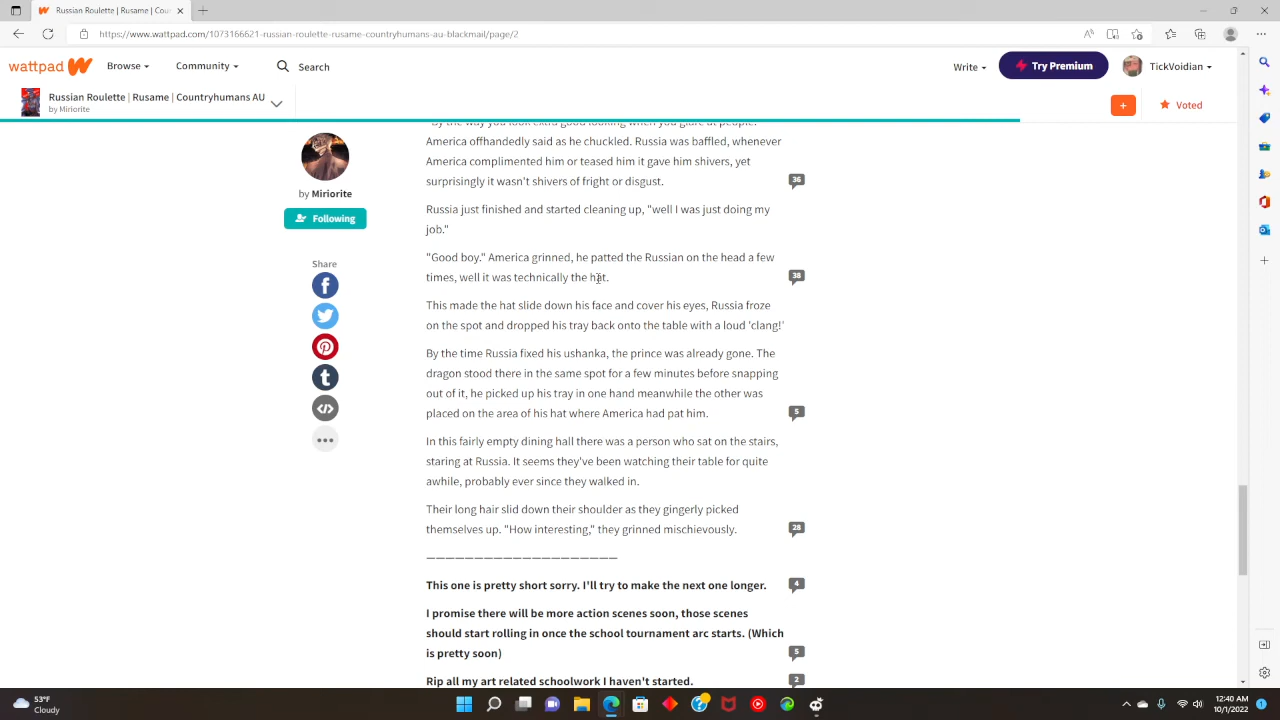 Russian Roulette | Rusame | Cou
https://www.wattpad.com/1073166621-russian-roulette-rusame-countryhumans-au-blackmail/page/2
wattpad
Browse
Community
Search
Write
Try Premium
TickVoidian
Russian Roulette | Rusame | Countryhumans AU
by Miriorite
+
Voted
by Miriorite
Following
Share
"By the way you look extra good looking when you glare at people."
America offhandedly said as he chuckled. Russia was baffled, whenever
America complimented him or teased him it gave him shivers, yet
surprisingly it wasn't shivers of fright or disgust.
36
Russia just finished and started cleaning up, "well I was just doing my
job."
"Good boy." America grinned, he patted the Russian on the head a few
times, well it was technically the hat.
38
This made the hat slide down his face and cover his eyes, Russia froze
on the spot and dropped his tray back onto the table with a loud 'clang!'
By the time Russia fixed his ushanka, the prince was already gone. The
dragon stood there in the same spot for a few minutes before snapping
out of it, he picked up his tray in one hand meanwhile the other was
placed on the area of his hat where America had pat him.
5
In this fairly empty dining hall there was a person who sat on the stairs,
staring at Russia. It seems they've been watching their table for quite
awhile, probably ever since they walked in.
Their long hair slid down their shoulder as they gingerly picked
themselves up. "How interesting," they grinned mischievously.
28
————————————————————
This one is pretty short sorry. I'll try to make the next one longer.
4
I promise there will be more action scenes soon, those scenes
should start rolling in once the school tournament arc starts. (Which
is pretty soon)
5
Rip all my art related schoolwork I haven't started.
2
53°F
Cloudy
12:40 AM
10/1/2022